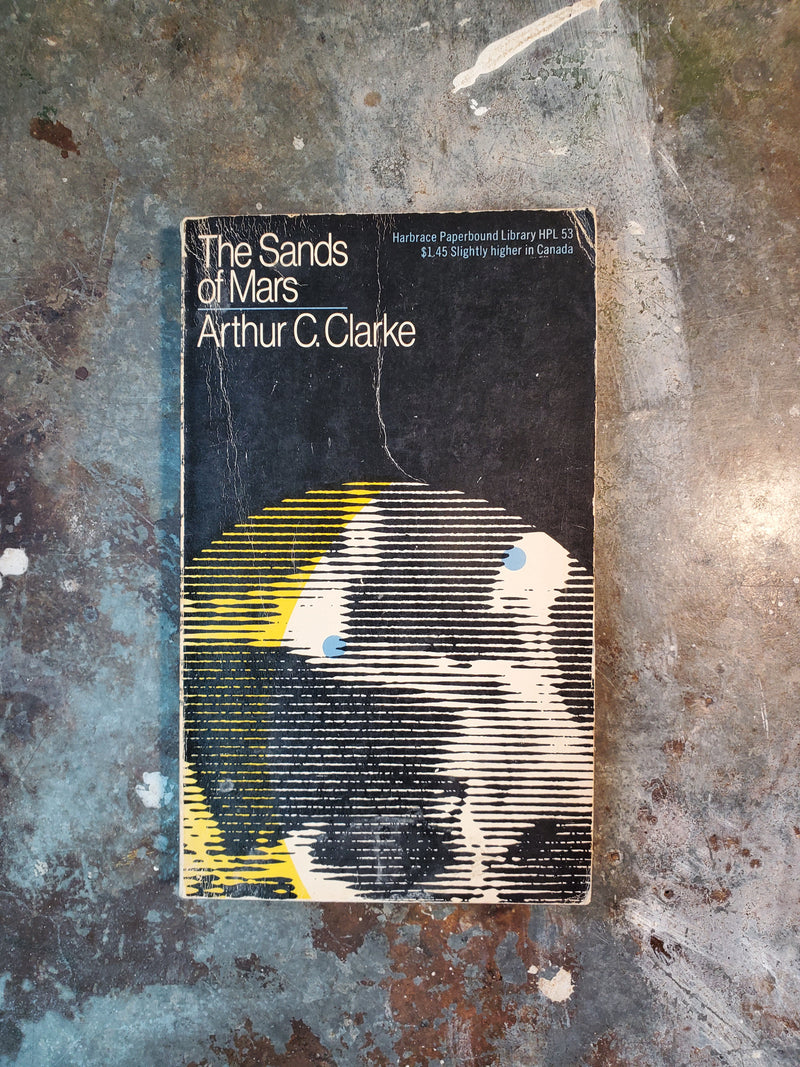 The Sands
of Mars
Arthur C. Clarke
Harbrace Paperbound Library HPL 53
$1.45 Slightly higher in Canada